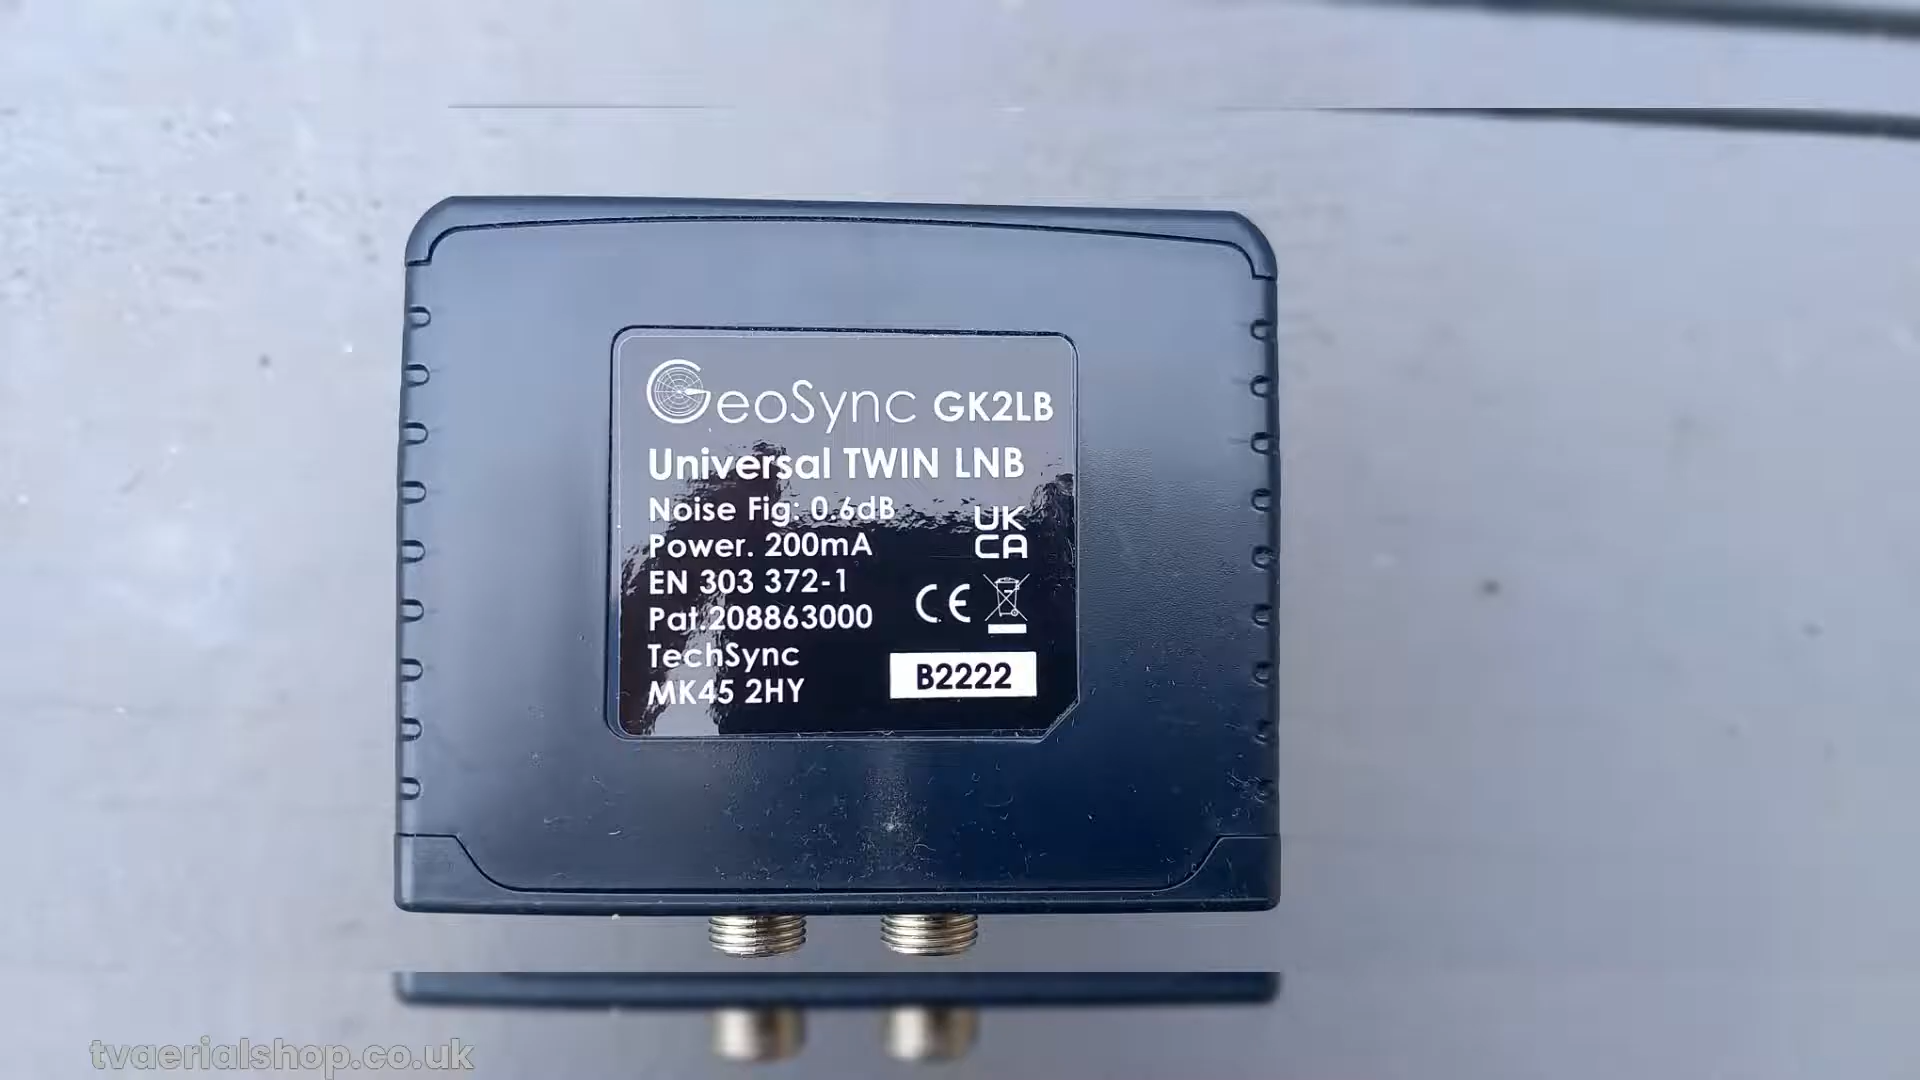 GeoSync GK2LB
Universal TWIN LNB
Noise Fig: 0.6dB
Power. 200mA
EN 303 372-1
Pat.208863000
TechSync
MK45 2HY
UK
CA
CE
B2222
tvaerialshop.co.uk